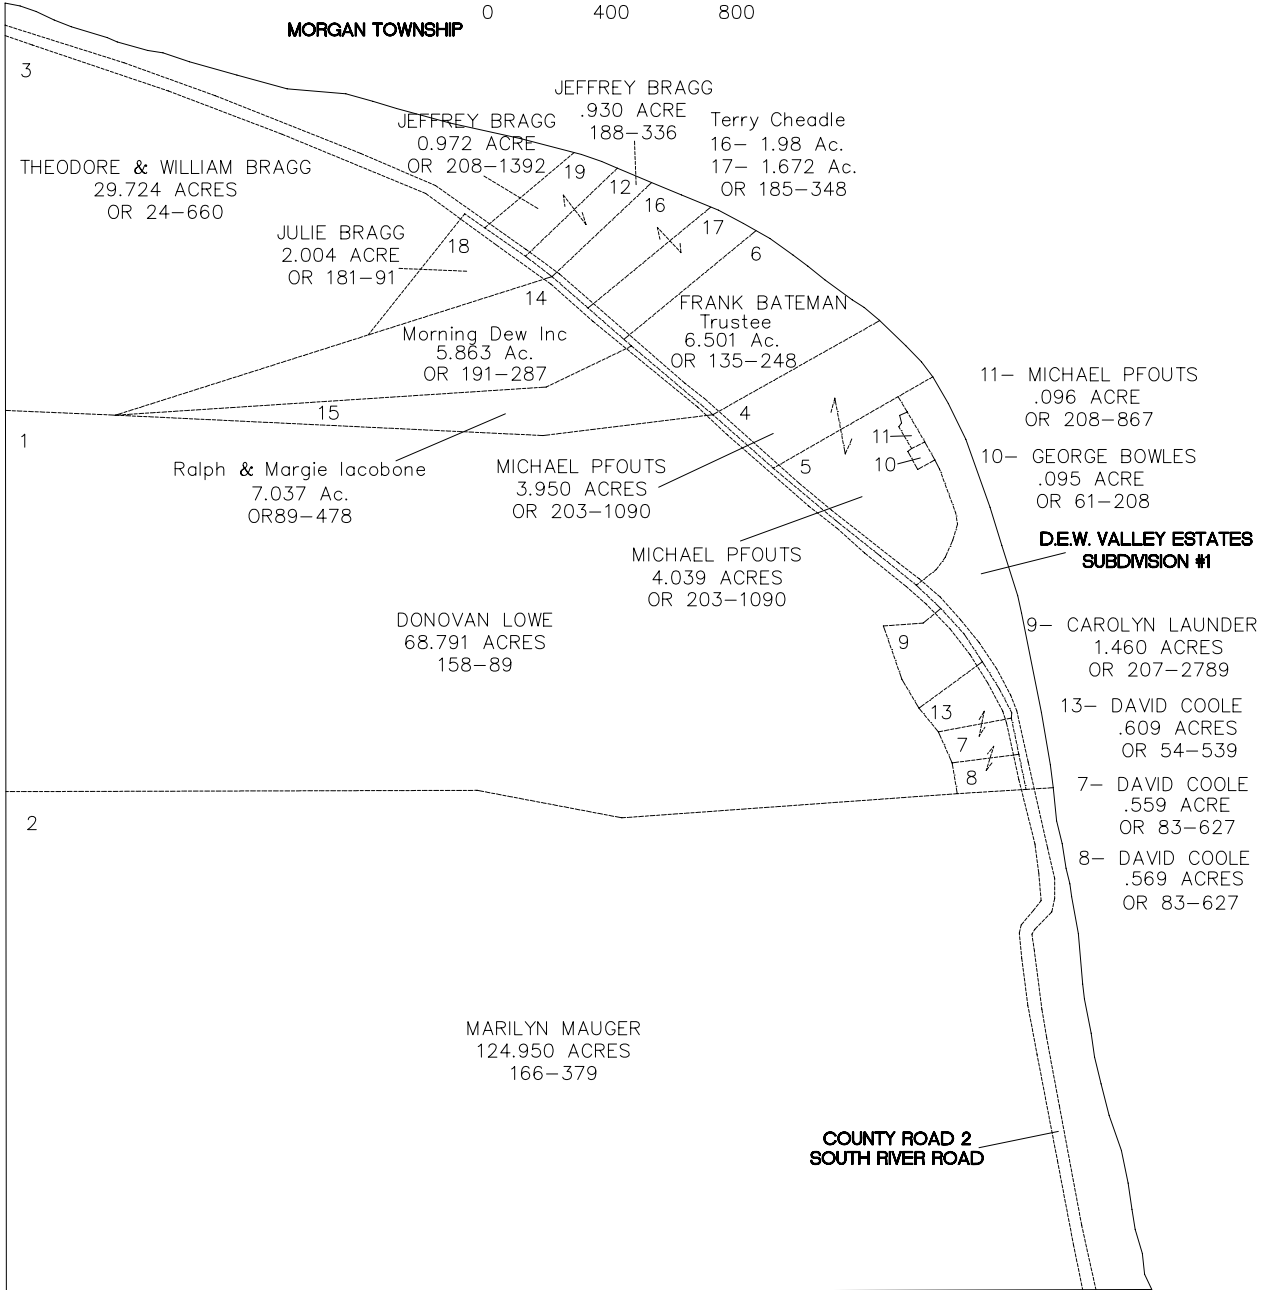 0 400 800
MORGAN TOWNSHIP
3
JEFFREY BRAGG
.930 ACRE
188-336
JEFFREY BRAGG
0.972 ACRE
OR 208-1392
Terry Cheadle
16- 1.98 Ac.
17- 1.672 Ac.
OR 185-348
THEODORE & WILLIAM BRAGG
29.724 ACRES
OR 24-660
19
12
16
17
6
JULIE BRAGG
2.004 ACRE
OR 181-91
18
14
FRANK BATEMAN
Trustee
6.501 Ac.
OR 135-248
Morning Dew Inc
5.863 Ac.
OR 191-287
15
4
11- MICHAEL PFOUTS
.096 ACRE
OR 208-867
1
11
10
5
Ralph & Margie Iacobone
7.037 Ac.
OR89-478
MICHAEL PFOUTS
3.950 ACRES
OR 203-1090
10- GEORGE BOWLES
.095 ACRE
OR 61-208
MICHAEL PFOUTS
4.039 ACRES
OR 203-1090
D.E.W. VALLEY ESTATES
SUBDIVISION #1
DONOVAN LOWE
68.791 ACRES
158-89
9
9- CAROLYN LAUNDER
1.460 ACRES
OR 207-2789
13
13- DAVID COOLE
.609 ACRES
OR 54-539
7
8
7- DAVID COOLE
.559 ACRE
OR 83-627
2
8- DAVID COOLE
.569 ACRES
OR 83-627
MARILYN MAUGER
124.950 ACRES
166-379
COUNTY ROAD 2
SOUTH RIVER ROAD